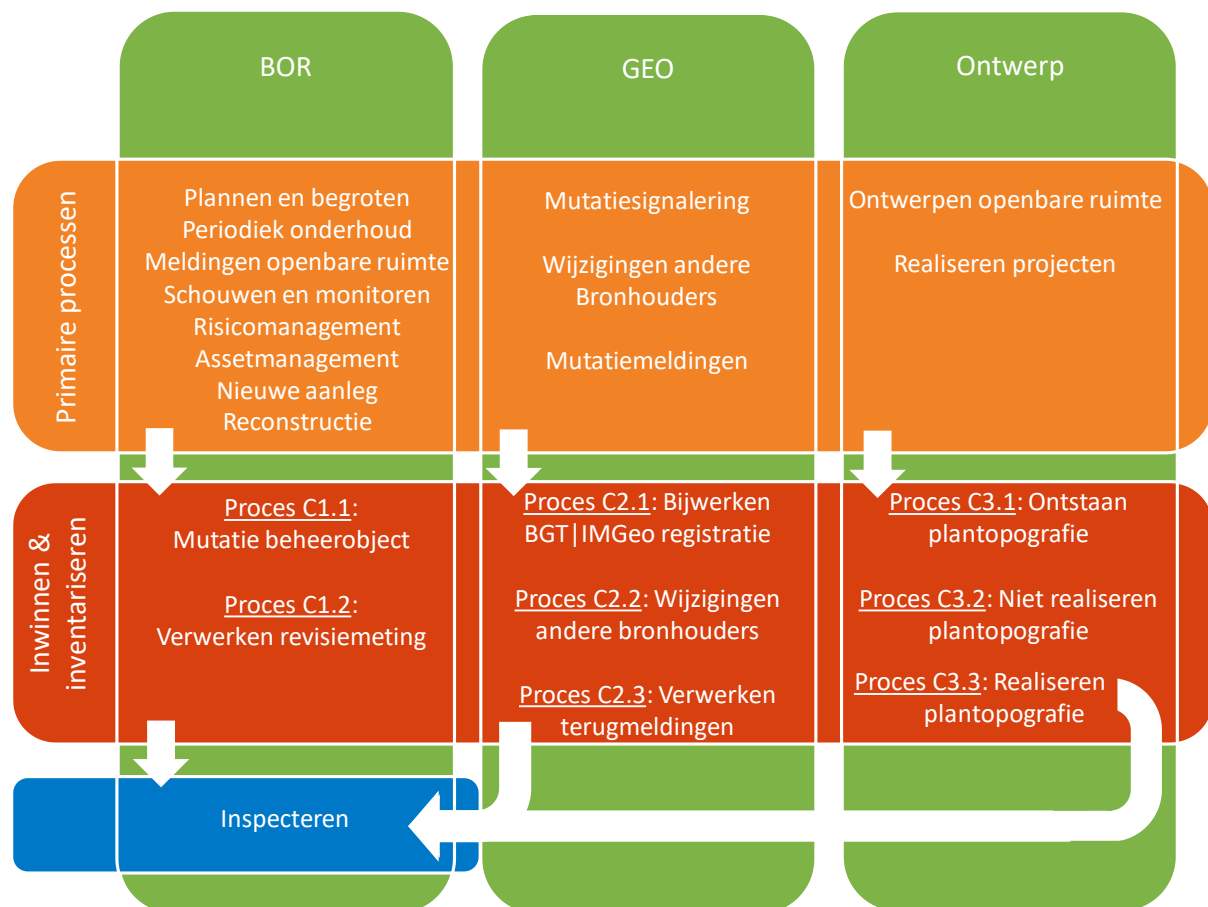 BOR
GEO
Ontwerp
Primaire processen
Plannen en begroten
Periodiek onderhoud
Meldingen openbare ruimte
Schouwen en monitoren
Risicomanagement
Assetmanagement
Nieuwe aanleg
Reconstructie
Mutatiesignalering
Wijzigingen andere
Bronhouders
Mutatiemeldingen
Ontwerpen openbare ruimte
Realiseren projecten
Inwinnen &
inventariseren
Proces C1.1:
Mutatie beheerobject
Proces C1.2:
Verwerken revisiemeting
Proces C2.1: Bijwerken
BGT|IMGeo registratie
Proces C2.2: Wijzigingen
andere bronhouders
Proces C2.3: Verwerken
terugmeldingen
Proces C3.1: Ontstaan
plantopografie
Proces C3.2: Niet realiseren
plantopografie
Proces C3.3: Realiseren
plantopografie
Inspecteren